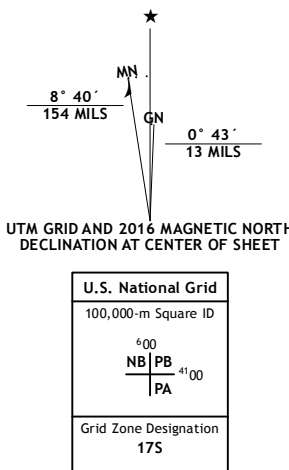 ★
MN
8° 40´
154 MILS
GN
0° 43´
13 MILS
UTM GRID AND 2016 MAGNETIC NORTH
DECLINATION AT CENTER OF SHEET
U.S. National Grid
100,000-m Square ID
⁶00
NB PB
⁴¹00
PA
Grid Zone Designation
17S